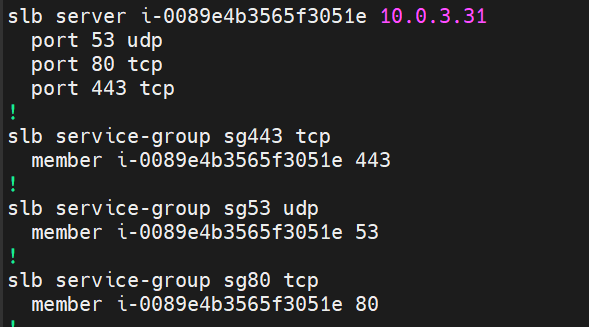 slb server i-0089e4b3565f3051e 10.0.3.31
  port 53 udp
  port 80 tcp
  port 443 tcp
!
slb service-group sg443 tcp
  member i-0089e4b3565f3051e 443
!
slb service-group sg53 udp
  member i-0089e4b3565f3051e 53
!
slb service-group sg80 tcp
  member i-0089e4b3565f3051e 80
!